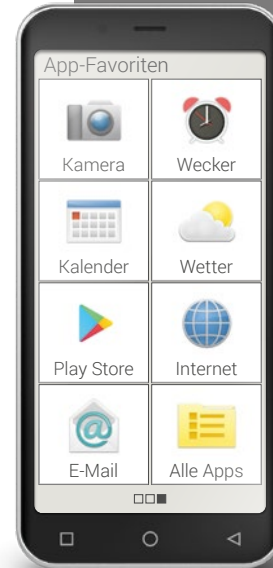 App-Favoriten
Kamera
Wecker
Kalender
Wetter
Play Store
Internet
E-Mail
Alle Apps